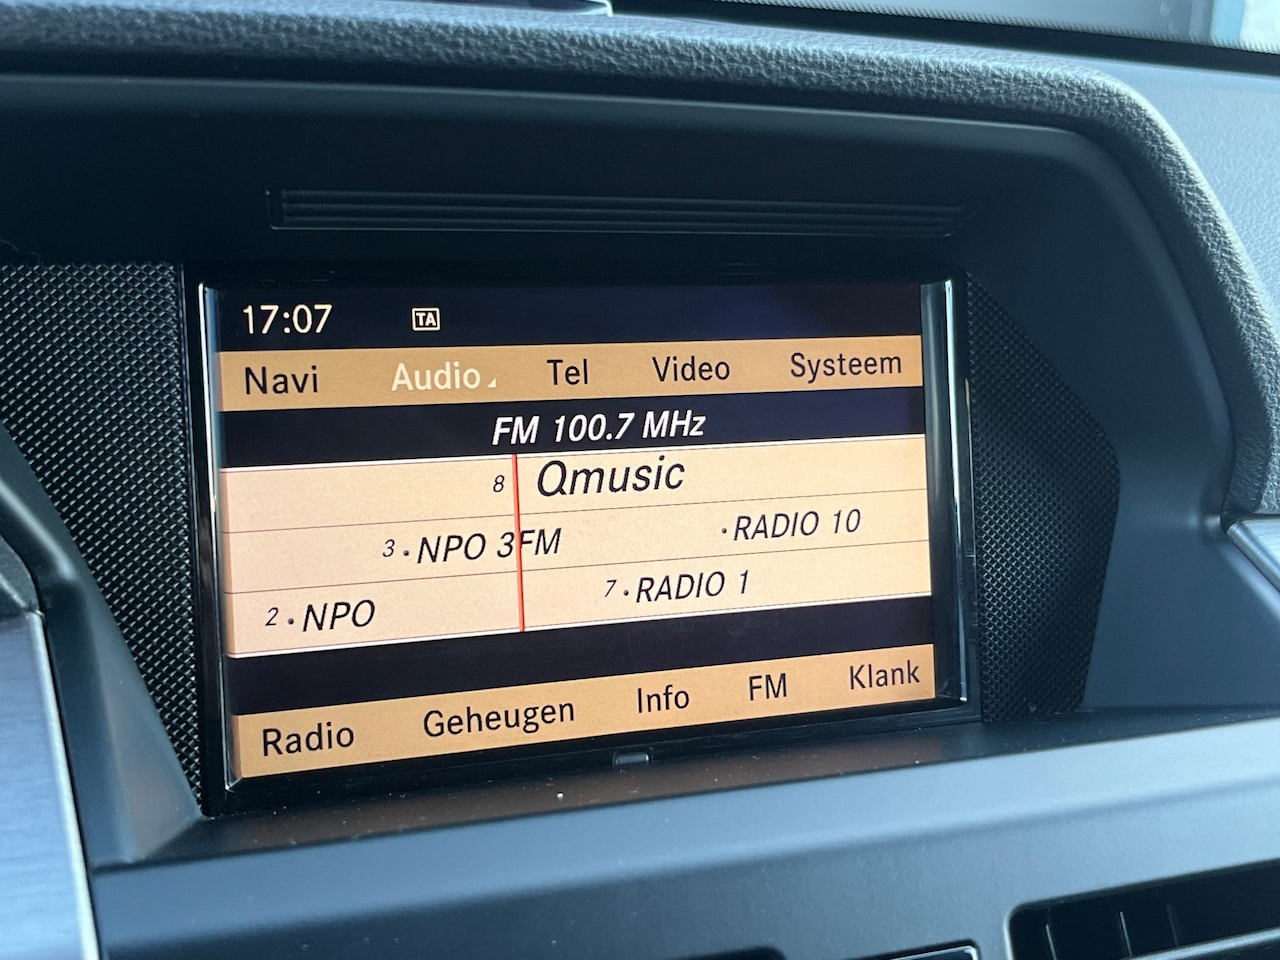 17:07 TA
Navi Audio Tel Video Systeem
FM 100.7 MHz
8 Qmusic
3 · NPO 3FM · RADIO 10
2 · NPO 7 · RADIO 1
Radio Geheugen Info FM Klank